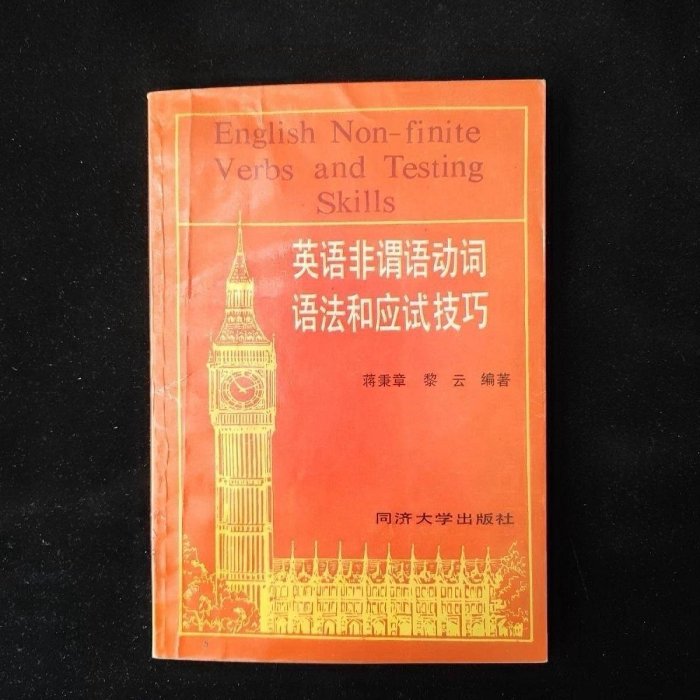 English Non-finite
Verbs and Testing
Skills
英语非谓语动词
语法和应试技巧
蒋秉章 黎 云 编著
同济大学出版社